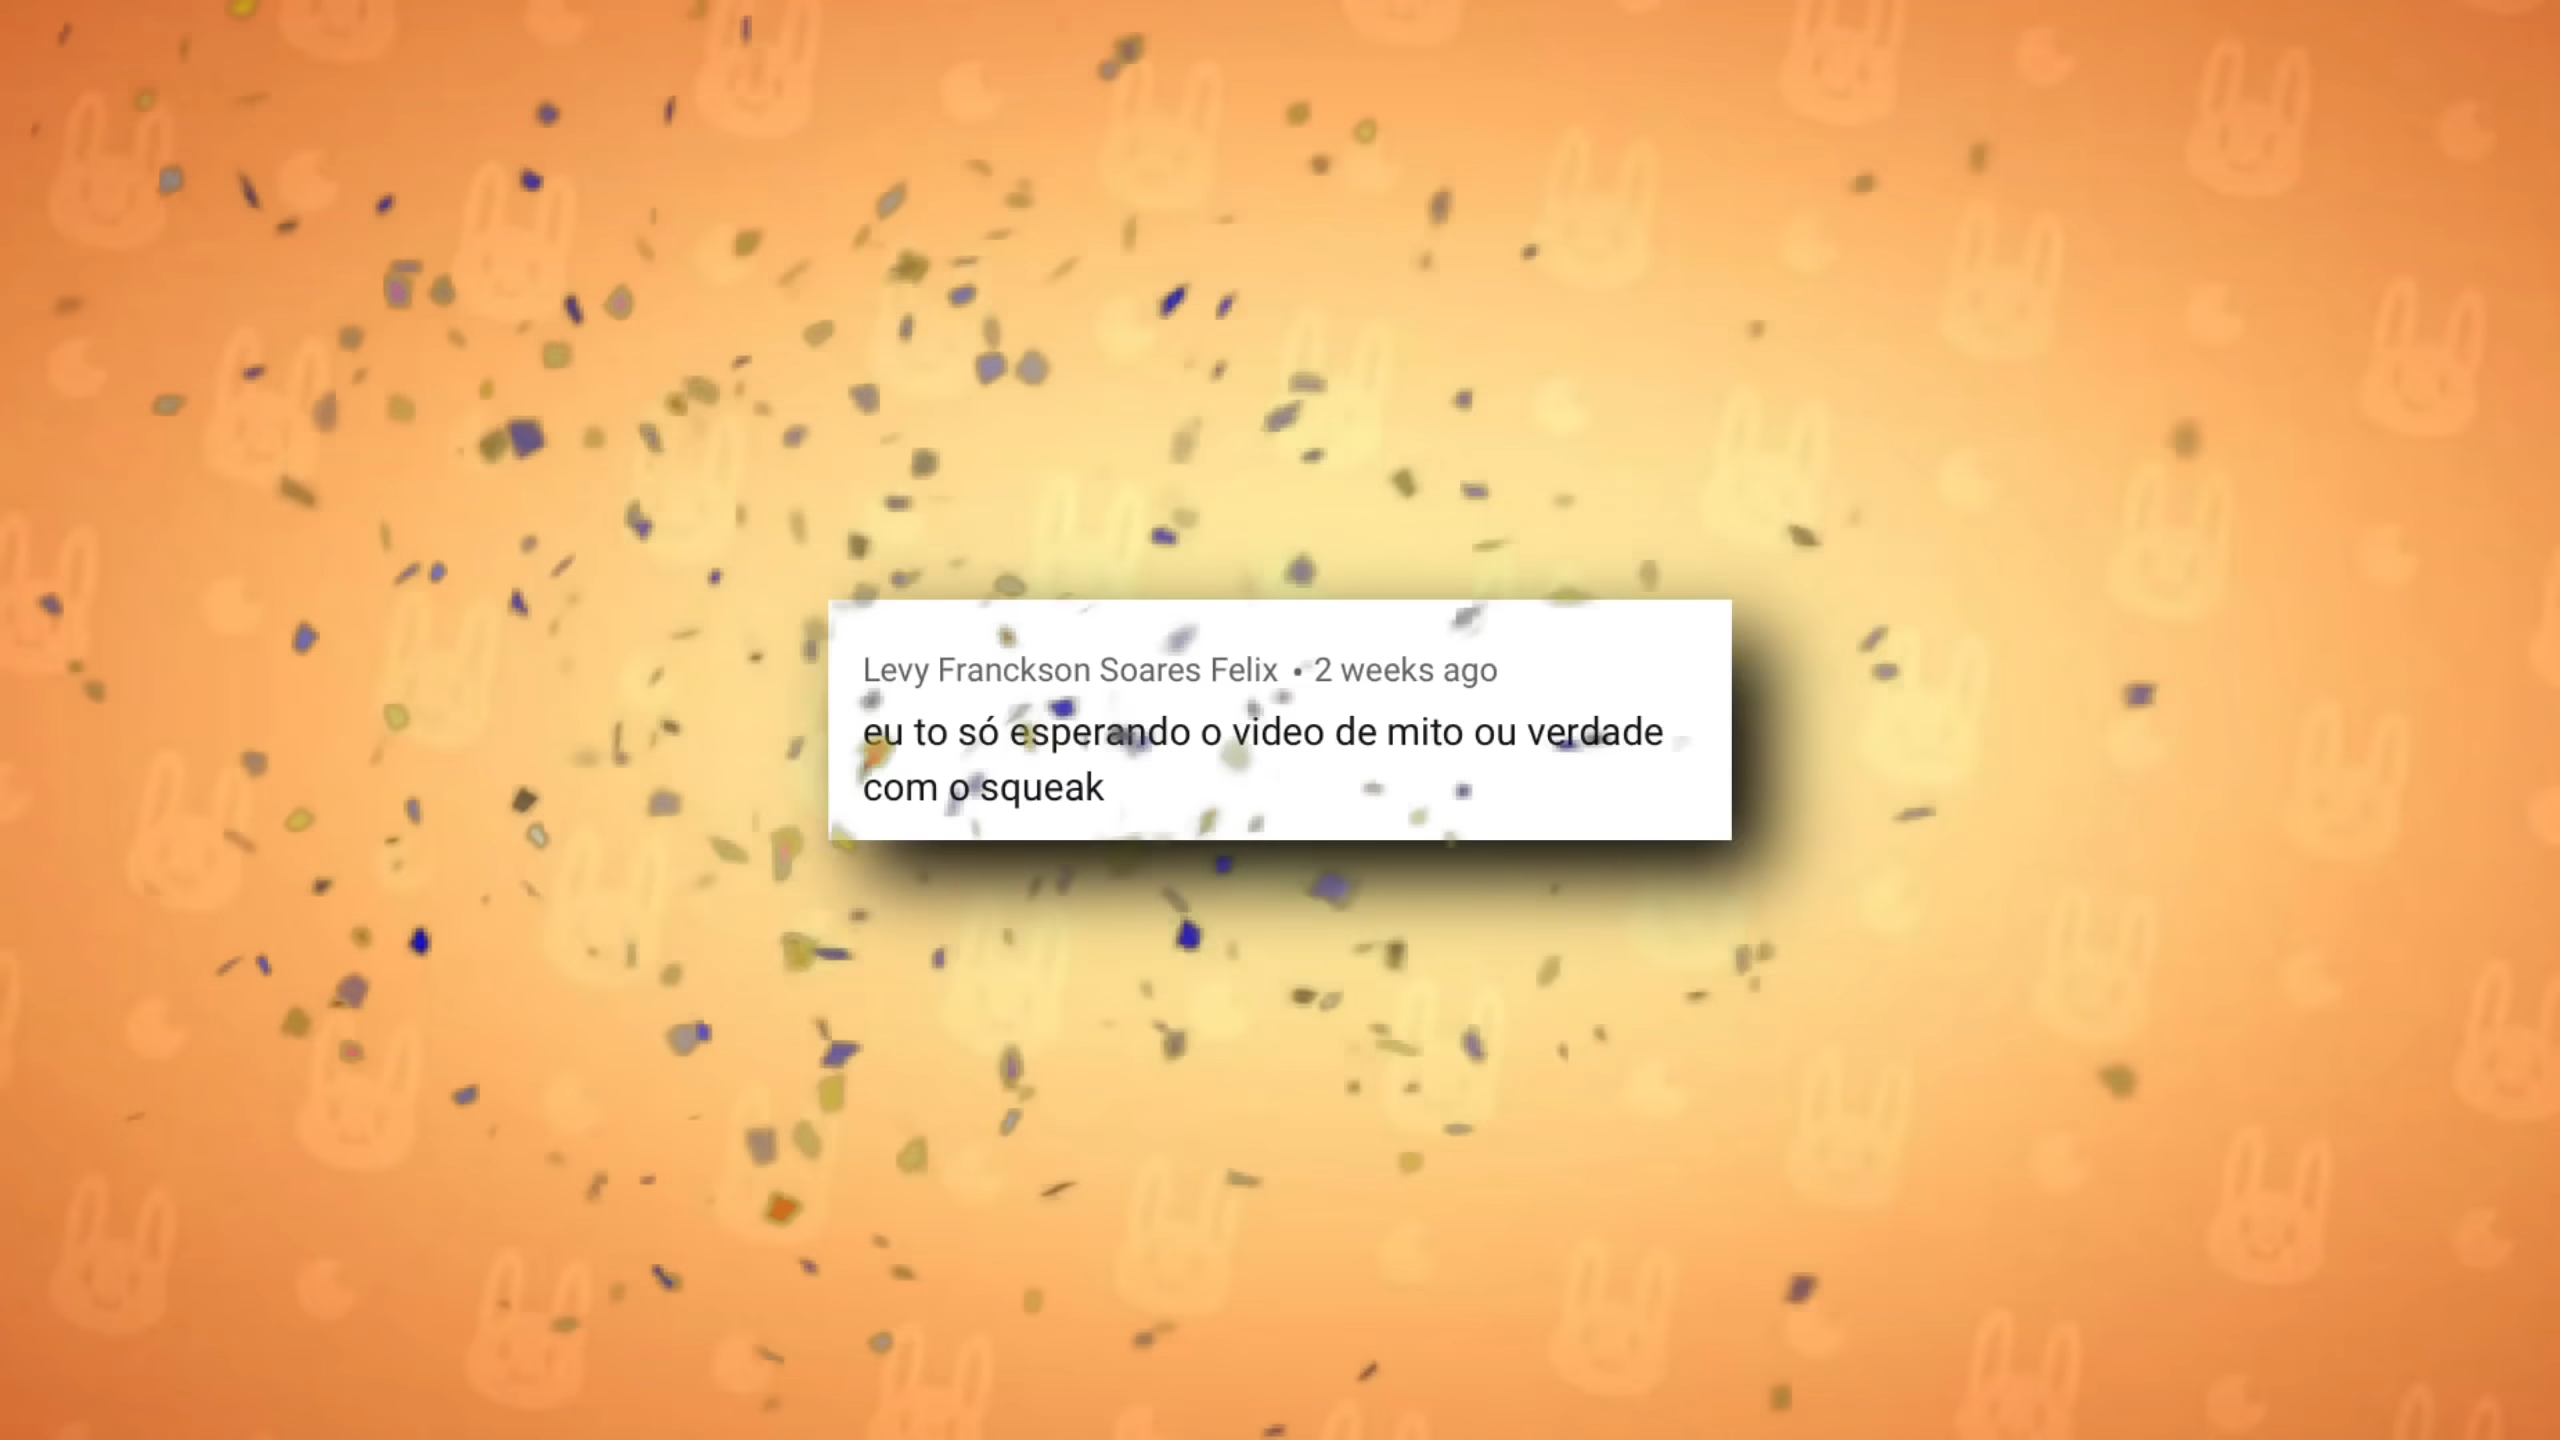 Levy Franckson Soares Felix • 2 weeks ago
eu to só esperando o video de mito ou verdade
com o squeak